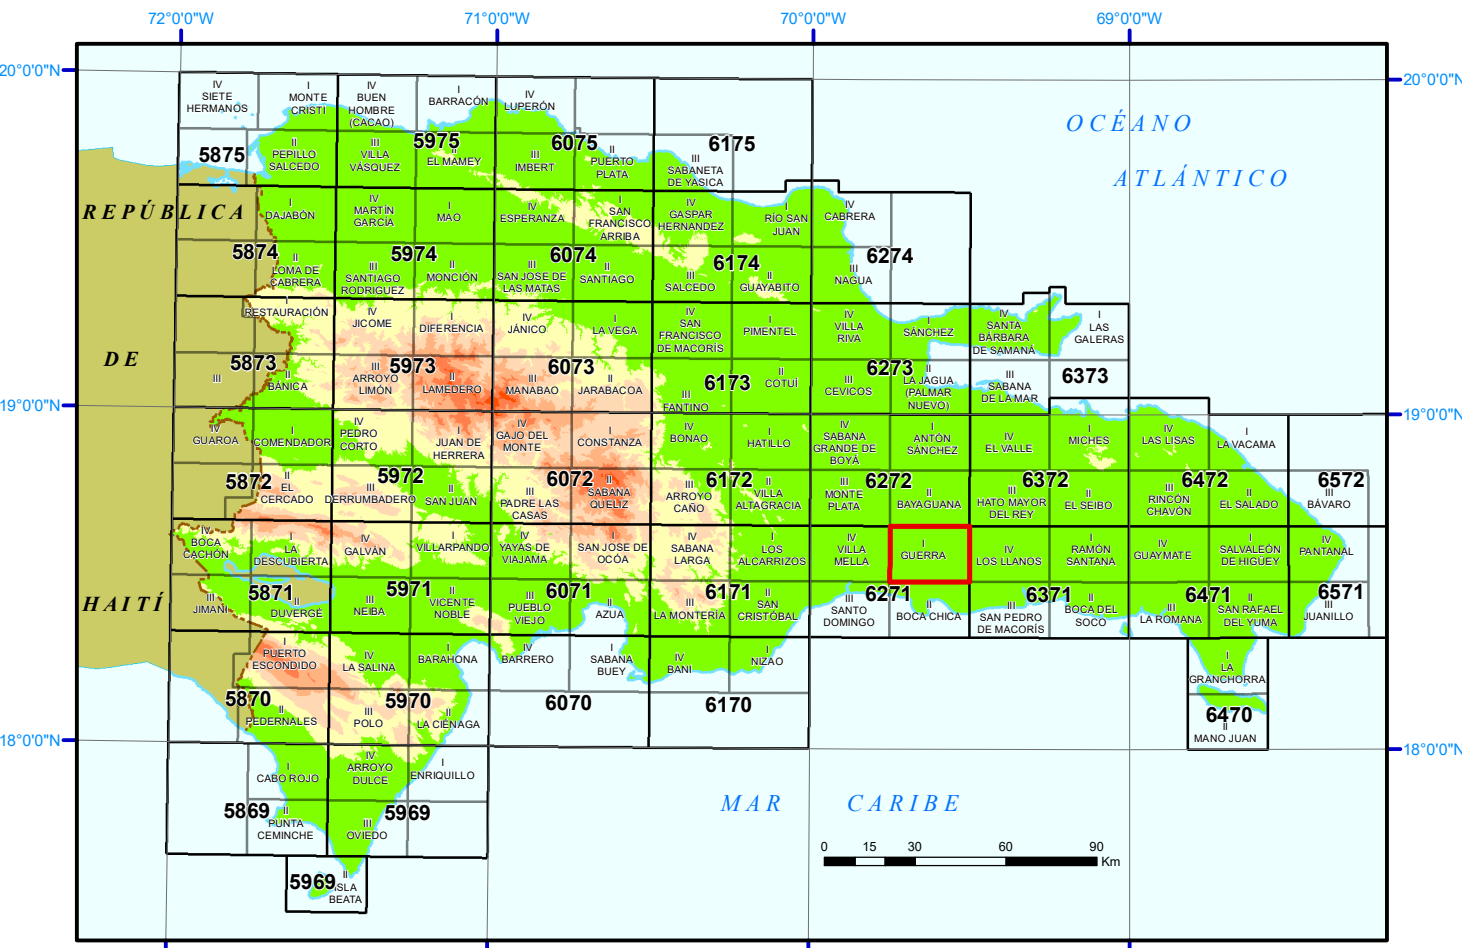 72°0'0"W
71°0'0"W
70°0'0"W
69°0'0"W
20°0'0"N
20°0'0"N
IV
SIETE
HERMANOS
I
MONTE
CRISTI
IV
BUEN
HOMBRE
(CACAO)
I
BARRACÓN
IV
LUPERÓN
OCÉANO
ATLÁNTICO
5875
II
PEPILLO
SALCEDO
III
VILLA
VÁSQUEZ
5975
II
EL MAMEY
III
IMBERT
6075
II
PUERTO
PLATA
6175
III
SABANETA
DE YASICA
REPÚBLICA
I
DAJABÓN
IV
MARTÍN
GARCÍA
I
MAO
IV
ESPERANZA
I
SAN
FRANCISCO
ARRIBA
IV
GASPAR
HERNANDEZ
I
RÍO SAN
JUAN
IV
CABRERA
5874
II
LOMA DE
CABRERA
5974
III
SANTIAGO
RODRIGUEZ
II
MONCIÓN
6074
III
SAN JOSE DE
LAS MATAS
II
SANTIAGO
6174
III
SALCEDO
II
GUAYABITO
6274
III
NAGUA
I
RESTAURACIÓN
IV
JICOME
I
DIFERENCIA
IV
JÁNICO
I
LA VEGA
IV
SAN
FRANCISCO
DE MACORÍS
I
PIMENTEL
IV
VILLA
RIVA
I
SÁNCHEZ
IV
SANTA
BÁRBARA
DE SAMANÁ
I
LAS
GALERAS
DE
5873
III
II
BÁNICA
5973
III
ARROYO
LIMÓN
II
LAMEDERO
6073
III
MANABAO
II
JARABACOA
6173
III
FANTINO
II
COTUÍ
6273
III
CEVICOS
II
LA JAGUA
(PALMAR
NUEVO)
6373
III
SABANA
DE LA MAR
19°0'0"N
19°0'0"N
IV
GUAROA
I
COMENDADOR
IV
PEDRO
CORTO
I
JUAN DE
HERRERA
IV
GAJO DEL
MONTE
I
CONSTANZA
IV
BONAO
I
HATILLO
IV
SABANA
GRANDE DE
BOYÁ
I
ANTÓN
SÁNCHEZ
IV
EL VALLE
I
MICHES
IV
LAS LISAS
I
LA VACAMA
5872
II
EL
CERCADO
5972
III
DERRUMBADERO
II
SAN JUAN
6072
III
PADRE LAS
CASAS
II
SABANA
QUELIZ
6172
III
ARROYO
CAÑO
II
VILLA
ALTAGRACIA
6272
III
MONTE
PLATA
II
BAYAGUANA
6372
III
HATO MAYOR
DEL REY
II
EL SEIBO
6472
III
RINCÓN
CHAVÓN
II
EL SALADO
6572
III
BÁVARO
IV
BOCA
CACHÓN
I
LA
DESCUBIERTA
IV
GALVÁN
I
VILLARPANDO
IV
YAYAS DE
VIAJAMA
I
SAN JOSE DE
OCÓA
IV
SABANA
LARGA
I
LOS
ALCARRIZOS
IV
VILLA
MELLA
I
GUERRA
IV
LOS LLANOS
I
RAMÓN
SANTANA
IV
GUAYMATE
I
SALVALEÓN
DE HIGÜEY
IV
PANTANAL
HAITÍ
5871
III
JIMANÍ
II
DUVERGÉ
5971
III
NEIBA
II
VICENTE
NOBLE
6071
III
PUEBLO
VIEJO
II
AZUA
6171
III
LA MONTERÍA
II
SAN
CRISTÓBAL
6271
III
SANTO
DOMINGO
II
BOCA CHICA
6371
III
SAN PEDRO
DE MACORÍS
II
BOCA DEL
SOCO
6471
III
LA ROMANA
II
SAN RAFAEL
DEL YUMA
6571
III
JUANILLO
I
PUERTO
ESCONDIDO
IV
LA SALINA
I
BARAHONA
IV
BARRERO
I
SABANA
BUEY
IV
BANI
I
NIZAO
I
LA
GRANCHORRA
5870
II
PEDERNALES
5970
III
POLO
II
LA CIÉNAGA
6070
6170
6470
II
MANO JUAN
18°0'0"N
18°0'0"N
I
CABO ROJO
IV
ARROYO
DULCE
I
ENRIQUILLO
MAR CARIBE
5869
II
PUNTA
CEMINCHE
5969
III
OVIEDO
0 15 30 60 90
Km
5969
II
ISLA
BEATA